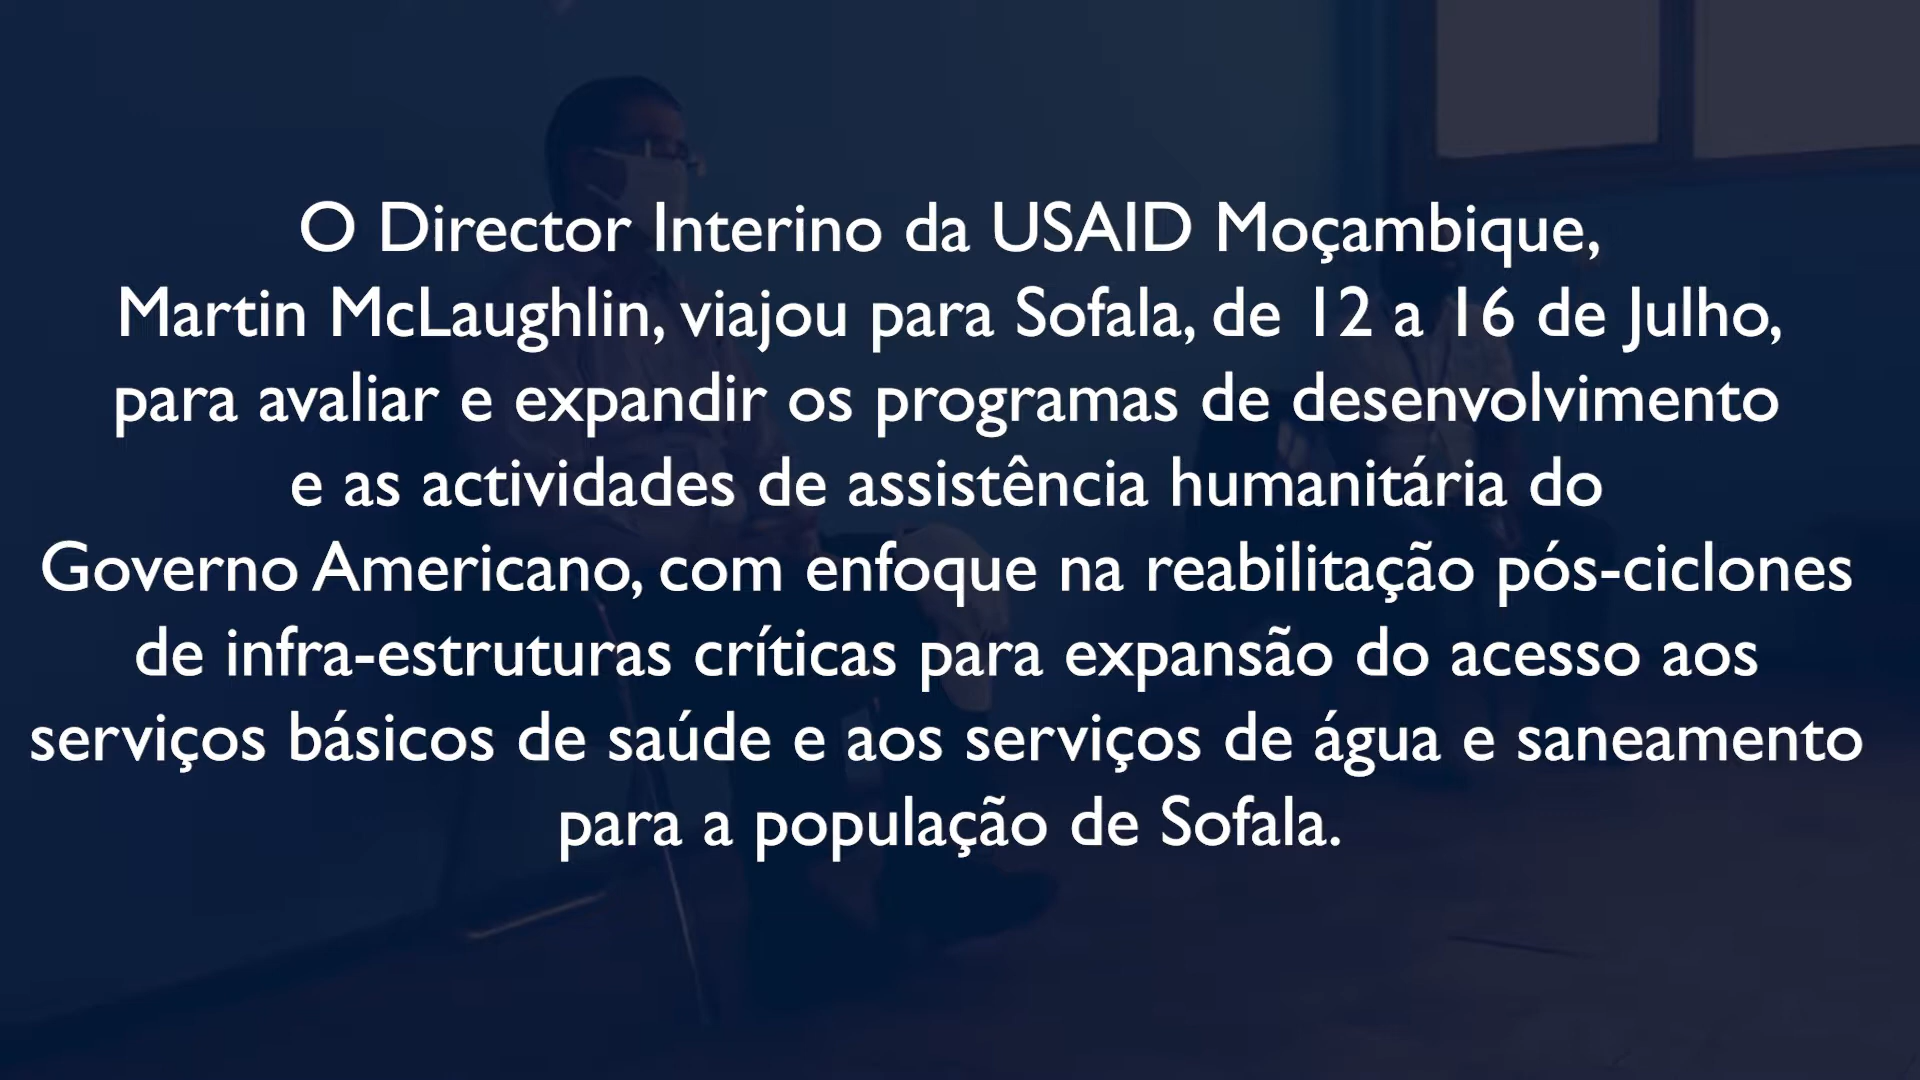 O Director Interino da USAID Moçambique,
Martin McLaughlin, viajou para Sofala, de 12 a 16 de Julho,
para avaliar e expandir os programas de desenvolvimento
e as actividades de assistência humanitária do
Governo Americano, com enfoque na reabilitação pós-ciclones
de infra-estruturas críticas para expansão do acesso aos
serviços básicos de saúde e aos serviços de água e saneamento
para a população de Sofala.